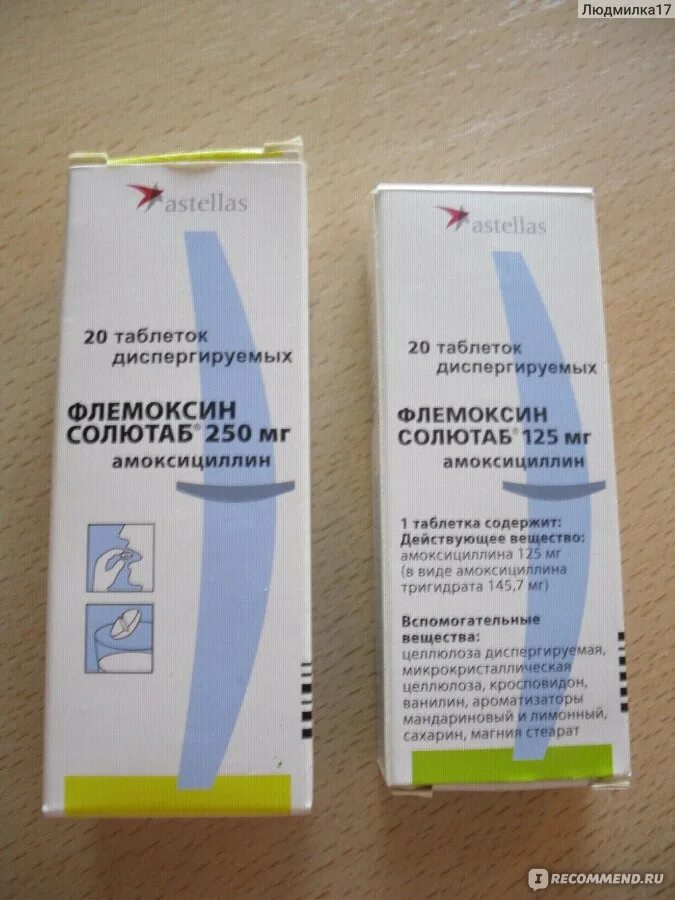 Людмилка17
astellas
20 таблеток
диспергируемых
ФЛЕМОКСИН
СОЛЮТАБ® 250 мг
амоксициллин
astellas
20 таблеток
диспергируемых
ФЛЕМОКСИН
СОЛЮТАБ® 125 мг
амоксициллин
1 таблетка содержит:
Действующее вещество:
амоксициллина 125 мг
(в виде амоксициллина
тригидрата 145,7 мг)
Вспомогательные
вещества:
целлюлоза диспергируемая,
микрокристаллическая
целлюлоза, кросповидон,
ванилин, ароматизаторы
мандариновый и лимонный,
сахарин, магния стеарат
IRECOMMEND.RU